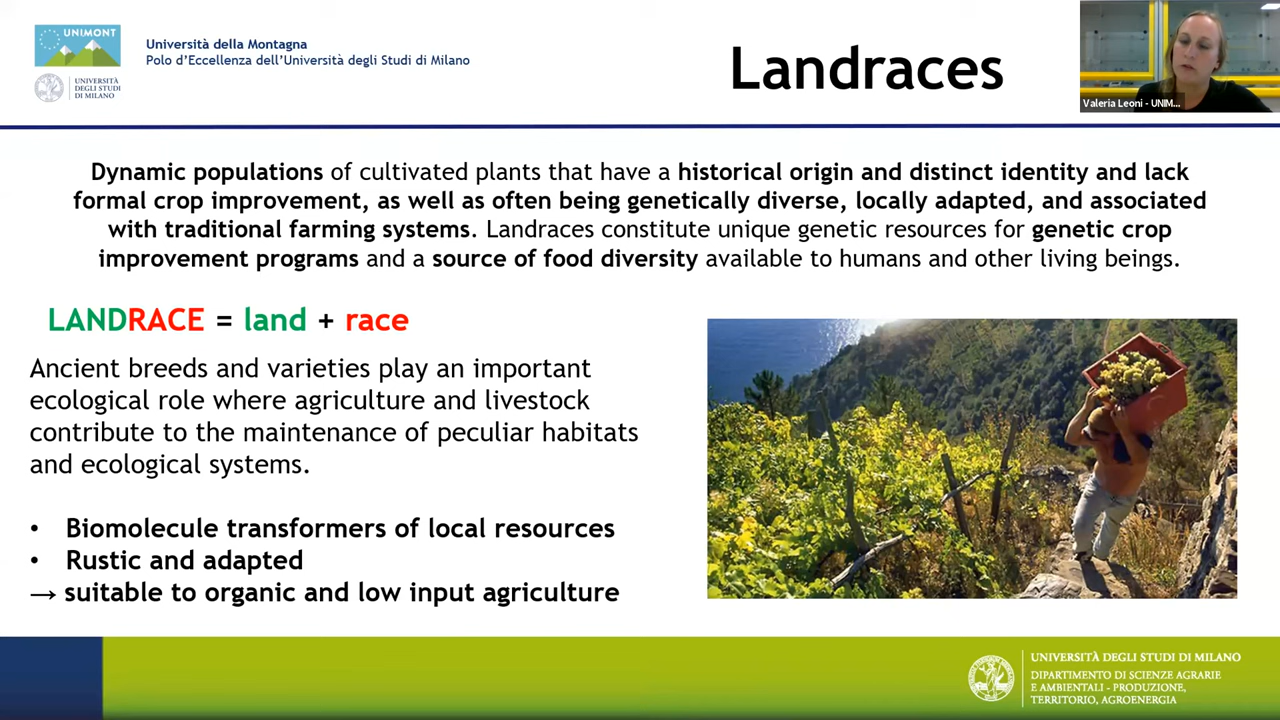 UNIMONT
UNIVERSITÀ
DEGLI STUDI
DI MILANO
Università della Montagna
Polo d'Eccellenza dell'Università degli Studi di Milano
Landraces
Valeria Leoni - UNIM...
Dynamic populations of cultivated plants that have a historical origin and distinct identity and lack
formal crop improvement, as well as often being genetically diverse, locally adapted, and associated
with traditional farming systems. Landraces constitute unique genetic resources for genetic crop
improvement programs and a source of food diversity available to humans and other living beings.
LANDRACE = land + race
Ancient breeds and varieties play an important
ecological role where agriculture and livestock
contribute to the maintenance of peculiar habitats
and ecological systems.
• Biomolecule transformers of local resources
• Rustic and adapted
→ suitable to organic and low input agriculture
UNIVERSITÀ DEGLI STUDI DI MILANO
DIPARTIMENTO DI SCIENZE AGRARIE
E AMBIENTALI - PRODUZIONE,
TERRITORIO, AGROENERGIA